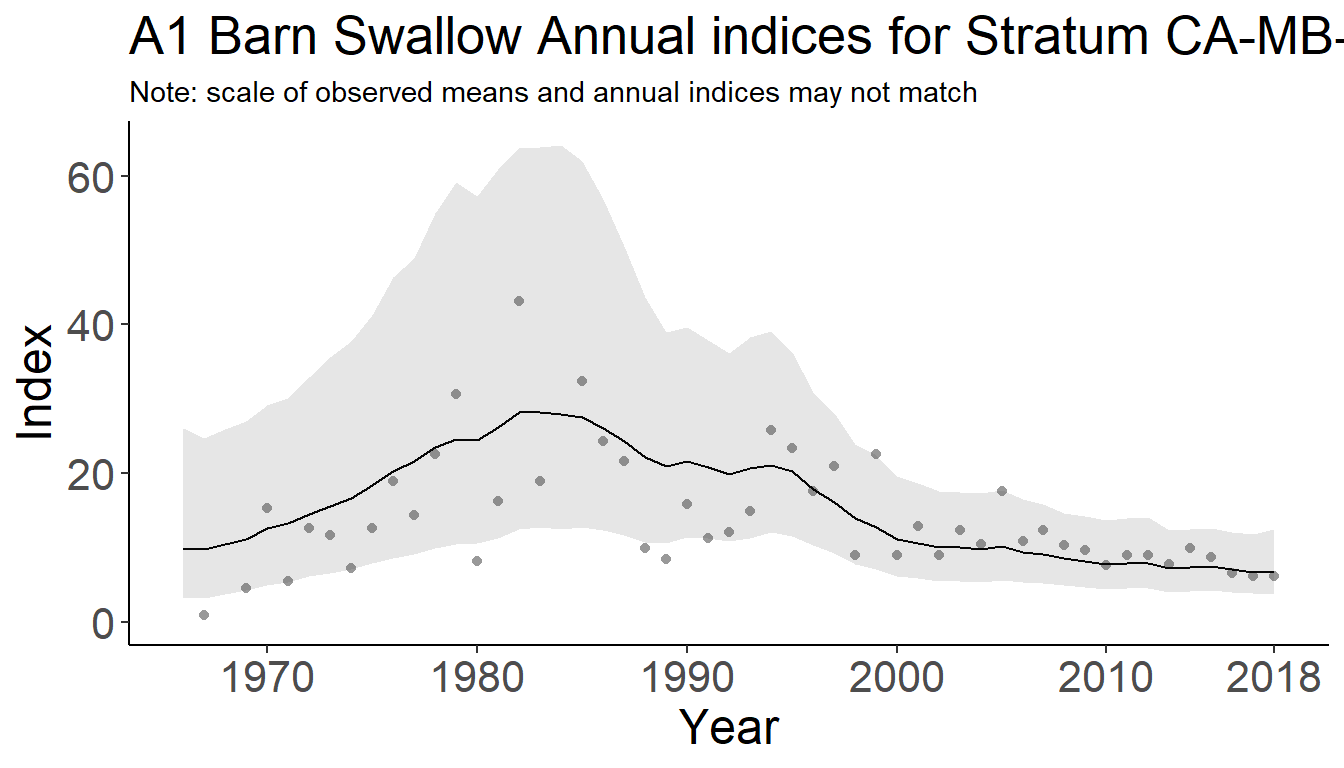 A1 Barn Swallow Annual indices for Stratum CA-MB-
Note: scale of observed means and annual indices may not match
Index
60
40
20
0
1970 1980 1990 2000 2010 2018
Year